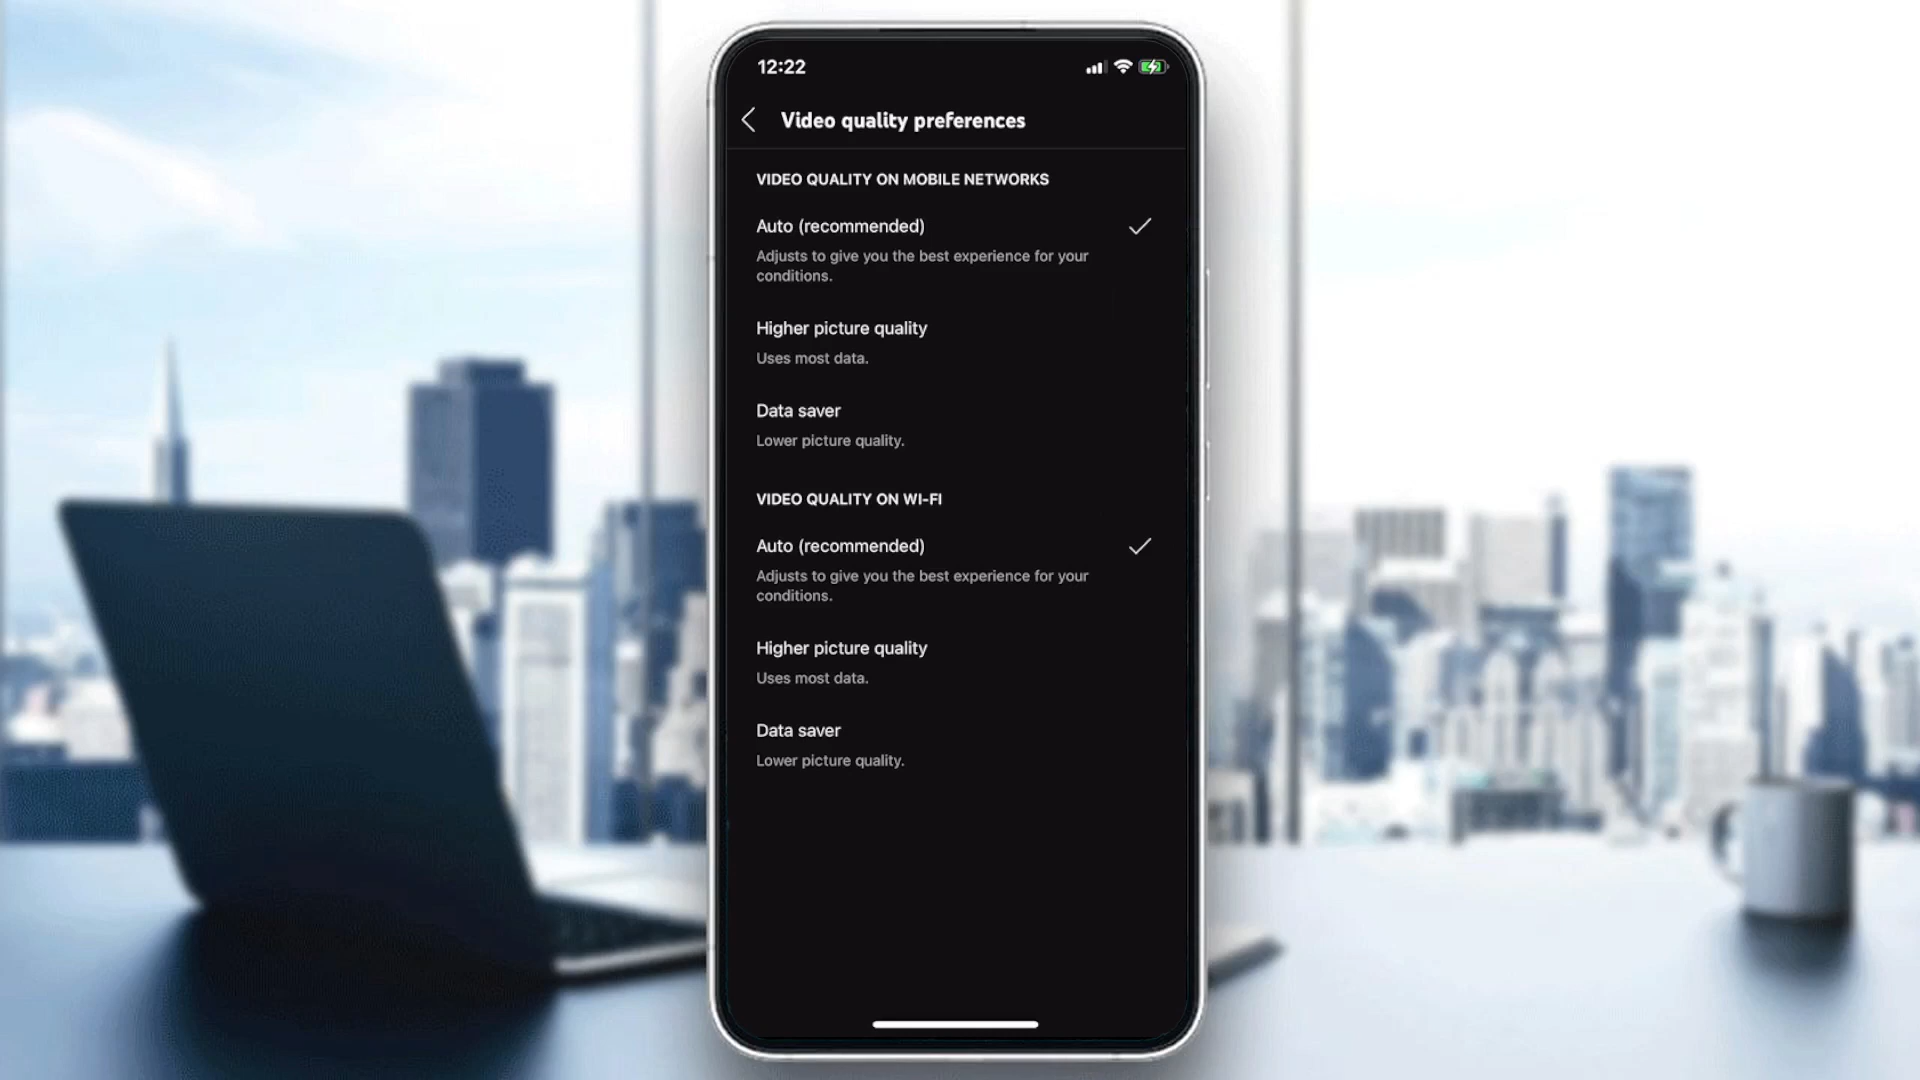 12:22
Video quality preferences
VIDEO QUALITY ON MOBILE NETWORKS
Auto (recommended)
Adjusts to give you the best experience for your
conditions.
Higher picture quality
Uses most data.
Data saver
Lower picture quality.
VIDEO QUALITY ON WI-FI
Auto (recommended)
Adjusts to give you the best experience for your
conditions.
Higher picture quality
Uses most data.
Data saver
Lower picture quality.